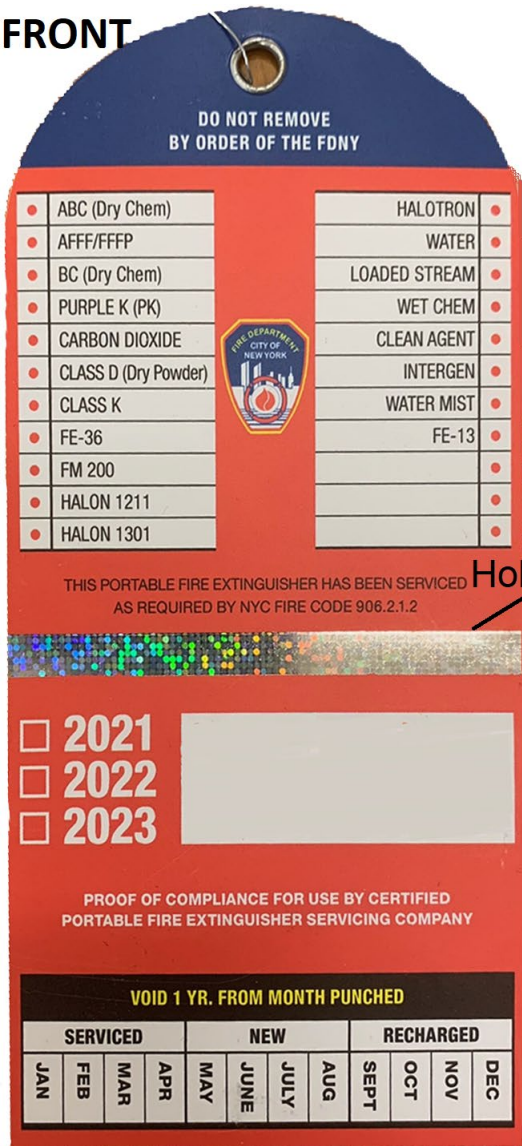 FRONT
DO NOT REMOVE
BY ORDER OF THE FDNY
ABC (Dry Chem)
AFFF/FFFP
BC (Dry Chem)
PURPLE K (PK)
CARBON DIOXIDE
CLASS D (Dry Powder)
CLASS K
FE-36
FM 200
HALON 1211
HALON 1301
FIRE DEPARTMENT
CITY OF
NEW YORK
HALOTRON
WATER
LOADED STREAM
WET CHEM
CLEAN AGENT
INTERGEN
WATER MIST
FE-13
THIS PORTABLE FIRE EXTINGUISHER HAS BEEN SERVICED
AS REQUIRED BY NYC FIRE CODE 906.2.1.2
2021
2022
2023
PROOF OF COMPLIANCE FOR USE BY CERTIFIED
PORTABLE FIRE EXTINGUISHER SERVICING COMPANY
VOID 1 YR. FROM MONTH PUNCHED
SERVICED NEW RECHARGED
JAN FEB MAR APR MAY JUNE JULY AUG SEPT OCT NOV DEC